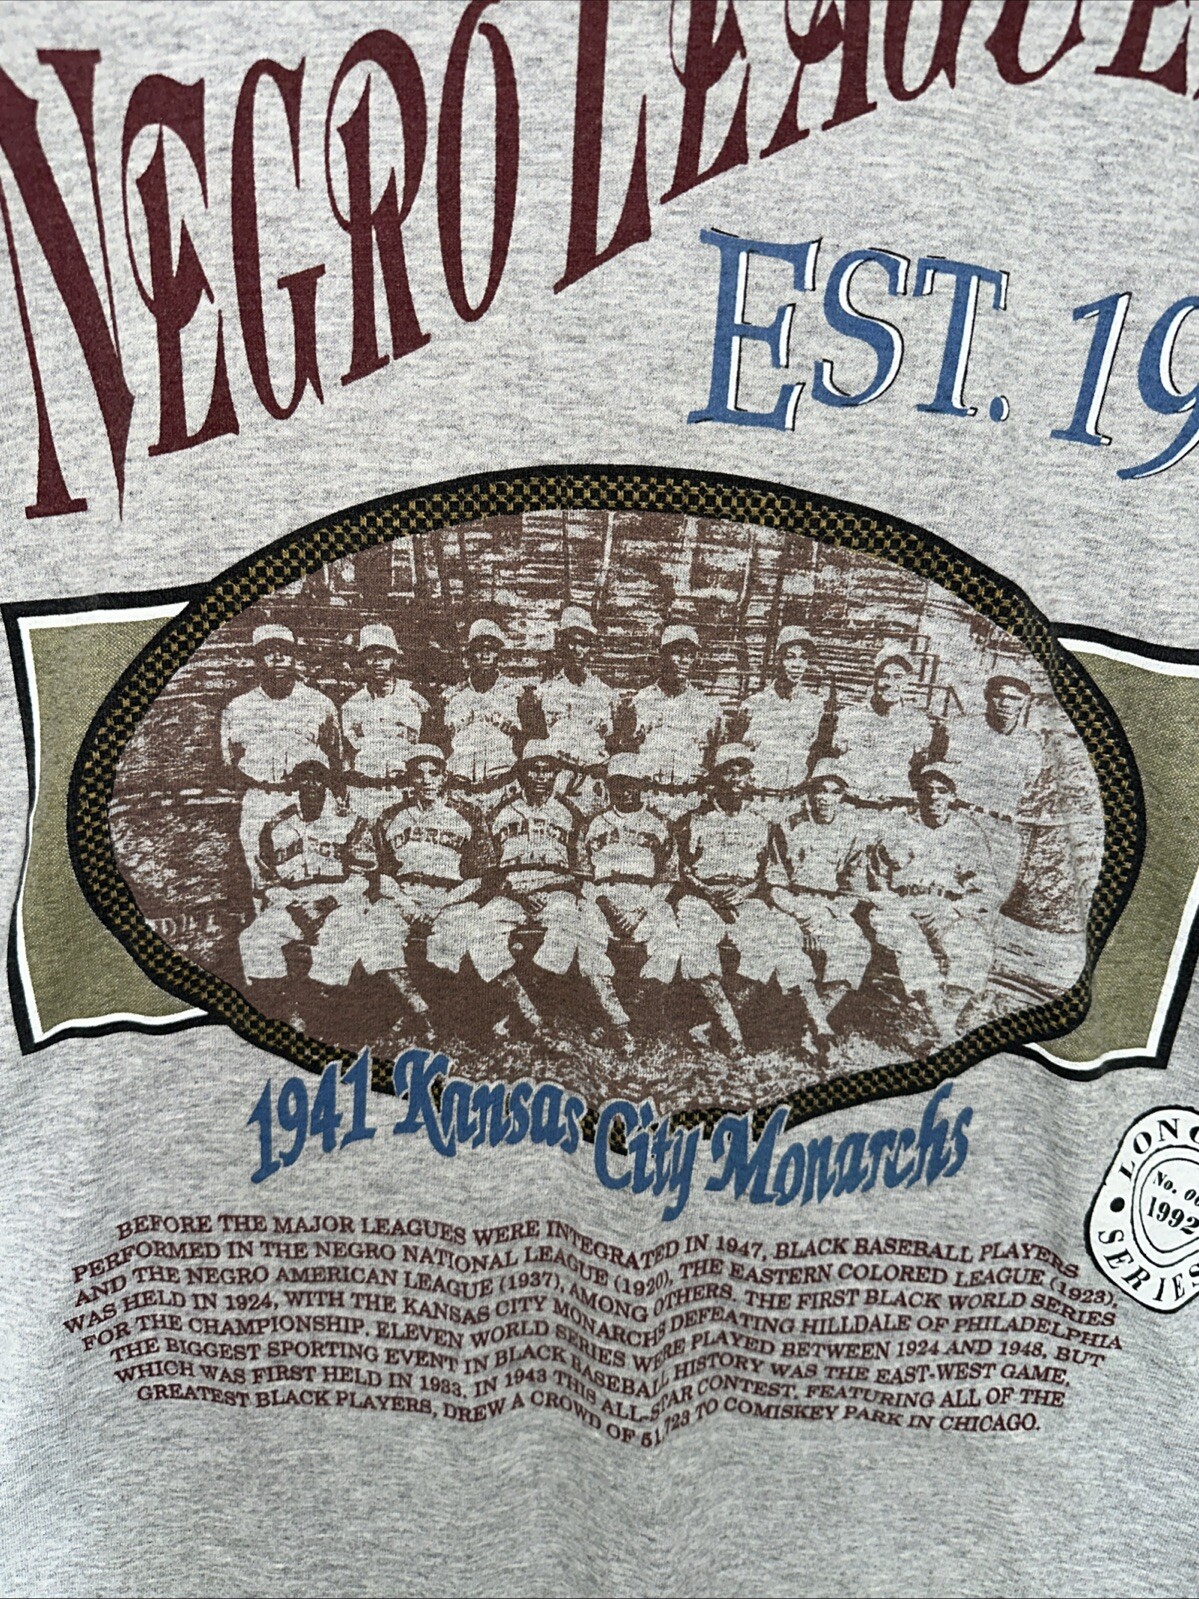 NEGRO LEAGUE
EST. 19
MONARCHS
1941 Kansas City Monarchs
BEFORE THE MAJOR LEAGUES WERE INTEGRATED IN 1947, BLACK BASEBALL PLAYERS
PERFORMED IN THE NEGRO NATIONAL LEAGUE (1920), THE EASTERN COLORED LEAGUE (1923),
AND THE NEGRO AMERICAN LEAGUE (1937), AMONG OTHERS. THE FIRST BLACK WORLD SERIES
WAS HELD IN 1924, WITH THE KANSAS CITY MONARCHS DEFEATING HILLDALE OF PHILADELPHIA
FOR THE CHAMPIONSHIP. ELEVEN WORLD SERIES WERE PLAYED BETWEEN 1924 AND 1948, BUT
THE BIGGEST SPORTING EVENT IN BLACK BASEBALL HISTORY WAS THE EAST-WEST GAME,
WHICH WAS FIRST HELD IN 1933. IN 1943 THIS ALL-STAR CONTEST, FEATURING ALL OF THE
GREATEST BLACK PLAYERS, DREW A CROWD OF 51,723 TO COMISKEY PARK IN CHICAGO.
LONG
No. 00
1992
SERIES